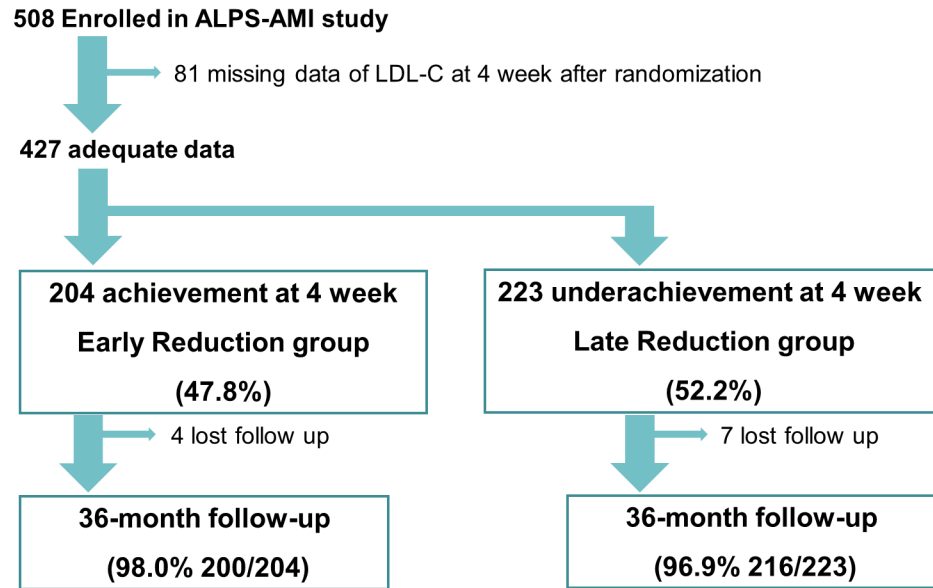 508 Enrolled in ALPS-AMI study
81 missing data of LDL-C at 4 week after randomization
427 adequate data
204 achievement at 4 week
Early Reduction group
(47.8%)
223 underachievement at 4 week
Late Reduction group
(52.2%)
4 lost follow up
7 lost follow up
36-month follow-up
(98.0% 200/204)
36-month follow-up
(96.9% 216/223)